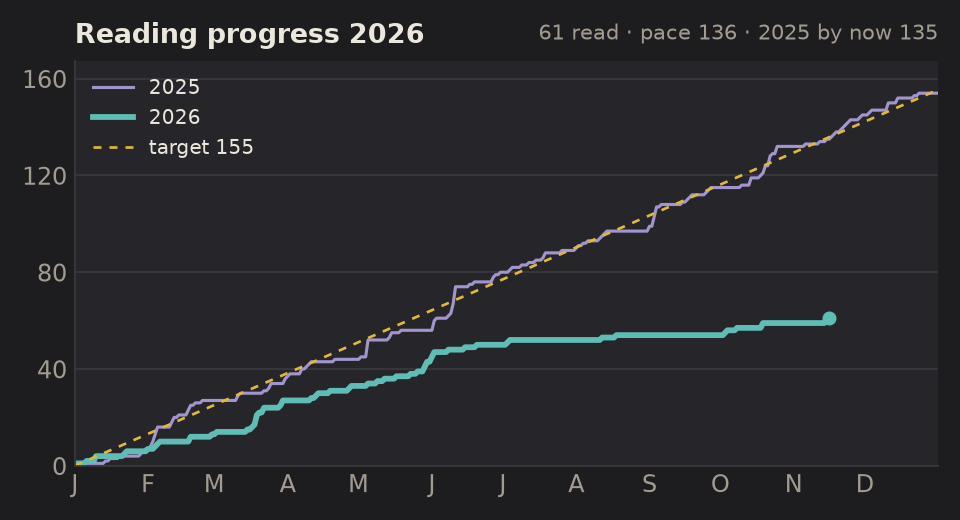 Reading progress 2026
61 read · pace 136 · 2025 by now 135
2025
2026
target 155
160
120
80
40
0
J F M A M J J A S O N D